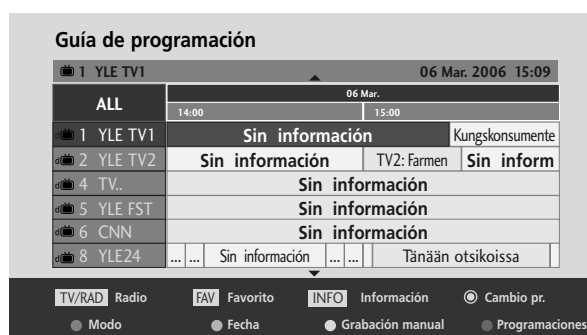 Guía de programación
1 YLE TV1 06 Mar. 2006 15:09
ALL
06 Mar.
14:00 15:00
1 YLE TV1 Sin información Kungskonsumente
2 YLE TV2 Sin información TV2: Farmen Sin inform
4 TV.. Sin información
5 YLE FST Sin información
6 CNN Sin información
8 YLE24 ... ... Sin información ... ... Tänään otsikoissa
TV/RAD Radio FAV Favorito INFO Información Cambio pr.
Modo Fecha Grabación manual Programaciones